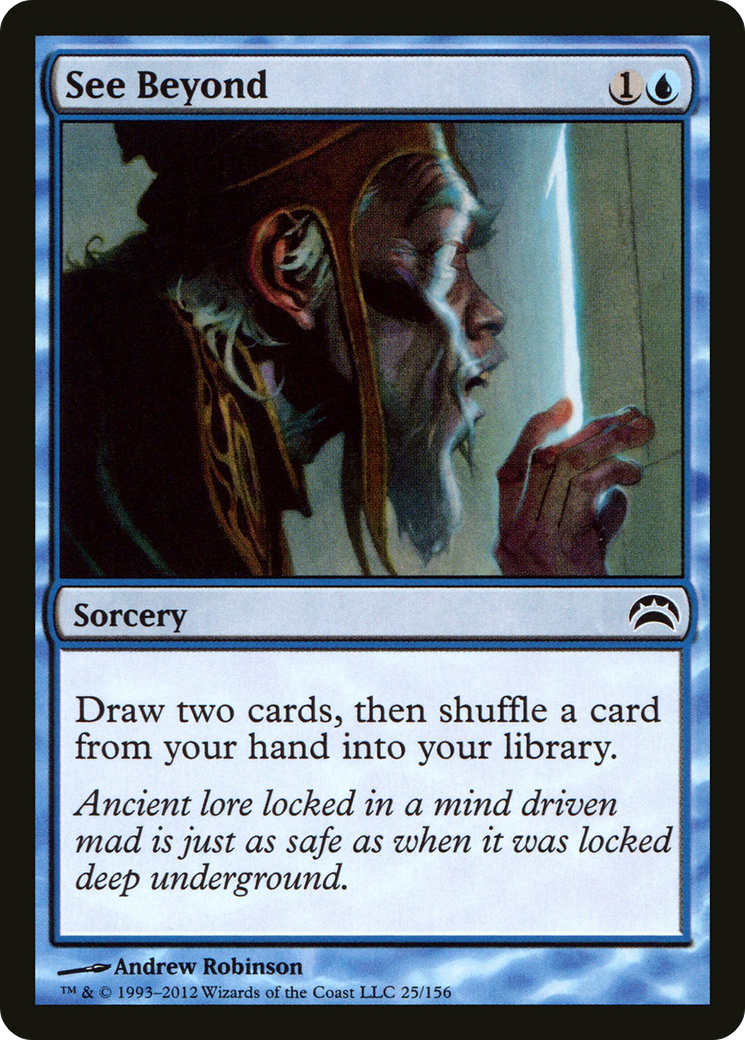 See Beyond 1
Sorcery
Draw two cards, then shuffle a card
from your hand into your library.
Ancient lore locked in a mind driven
mad is just as safe as when it was locked
deep underground.
Andrew Robinson
™ & © 1993–2012 Wizards of the Coast LLC 25/156